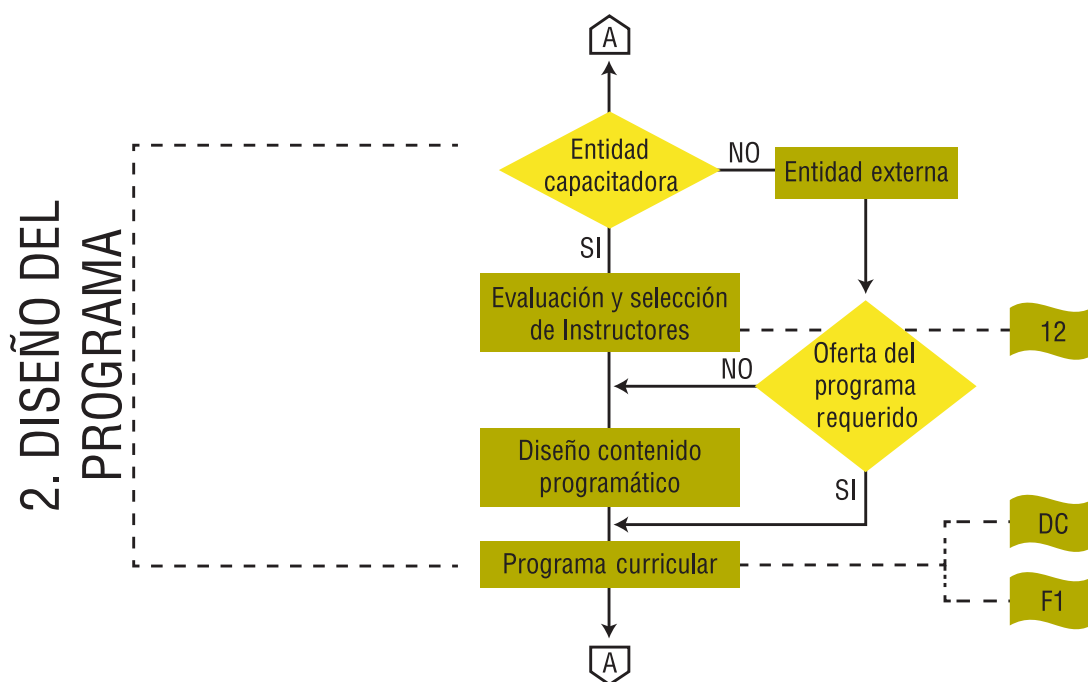 A
2. DISEÑO DEL
PROGRAMA
Entidad
capacitadora
NO
Entidad externa
SI
Evaluación y selección
de Instructores
12
Oferta del
programa
requerido
NO
Diseño contenido
programático
SI
Programa curricular
DC
F1
A